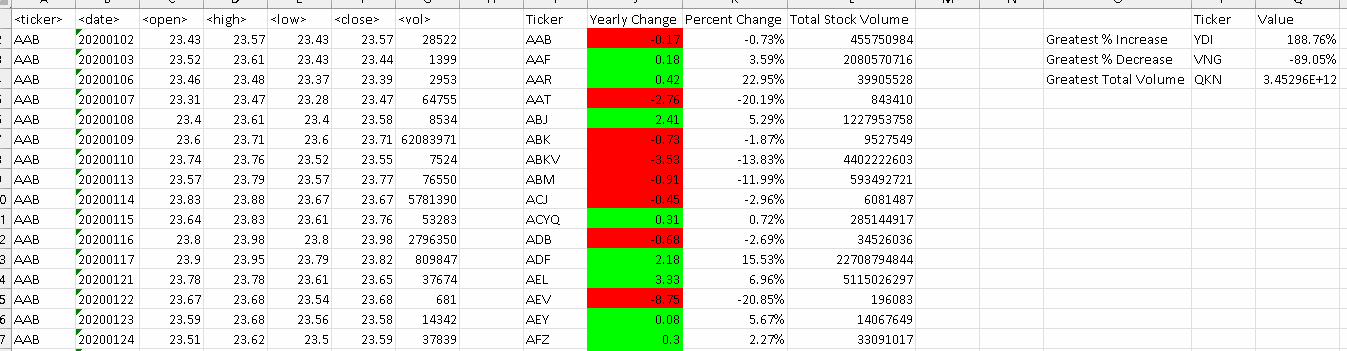 <ticker> <date> <open> <high> <low> <close> <vol> Ticker Yearly Change Percent Change Total Stock Volume Ticker Value
AAB 20200102 23.43 23.57 23.43 23.57 28522 AAB -0.17 -0.73% 455750984 Greatest % Increase YDI 188.76%
AAB 20200103 23.52 23.61 23.43 23.44 1399 AAF 0.18 3.59% 2080570716 Greatest % Decrease VNG -89.05%
AAB 20200106 23.46 23.48 23.37 23.39 2953 AAR 0.42 22.95% 39905528 Greatest Total Volume QKN 3.45296E+12
AAB 20200107 23.31 23.47 23.28 23.47 64755 AAT -2.76 -20.19% 843410
AAB 20200108 23.4 23.61 23.4 23.58 8534 ABJ 2.41 5.29% 1227953758
AAB 20200109 23.6 23.71 23.6 23.71 62083971 ABK -0.73 -1.87% 9527549
AAB 20200110 23.74 23.76 23.52 23.55 7524 ABKV -3.53 -13.83% 4402222603
AAB 20200113 23.57 23.79 23.57 23.77 76550 ABM -0.91 -11.99% 593492721
AAB 20200114 23.83 23.88 23.67 23.67 5781390 ACJ -0.45 -2.96% 6081487
AAB 20200115 23.64 23.83 23.61 23.76 53283 ACYQ 0.31 0.72% 285144917
AAB 20200116 23.8 23.98 23.8 23.98 2796350 ADB -0.68 -2.69% 34526036
AAB 20200117 23.9 23.95 23.79 23.82 809847 ADF 2.18 15.53% 22708794844
AAB 20200121 23.78 23.78 23.61 23.65 37674 AEL 3.33 6.96% 5115026297
AAB 20200122 23.67 23.68 23.54 23.68 681 AEV -8.75 -20.85% 196083
AAB 20200123 23.59 23.68 23.56 23.58 14342 AEY 0.08 5.67% 14067649
AAB 20200124 23.51 23.62 23.5 23.59 37839 AFZ 0.3 2.27% 33091017